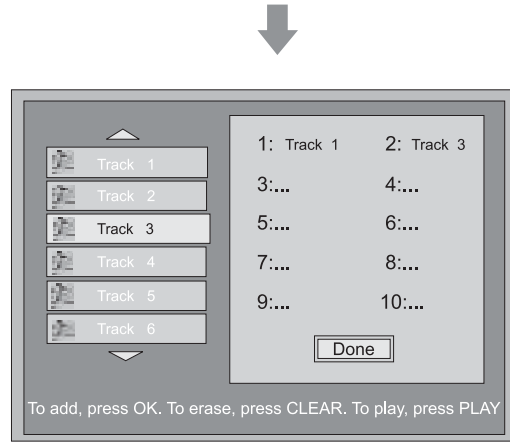 Track 1
Track 2
Track 3
Track 4
Track 5
Track 6
1: Track 1 2: Track 3
3:... 4:...
5:... 6:...
7:... 8:...
9:... 10:...
Done
To add, press OK. To erase, press CLEAR. To play, press PLAY